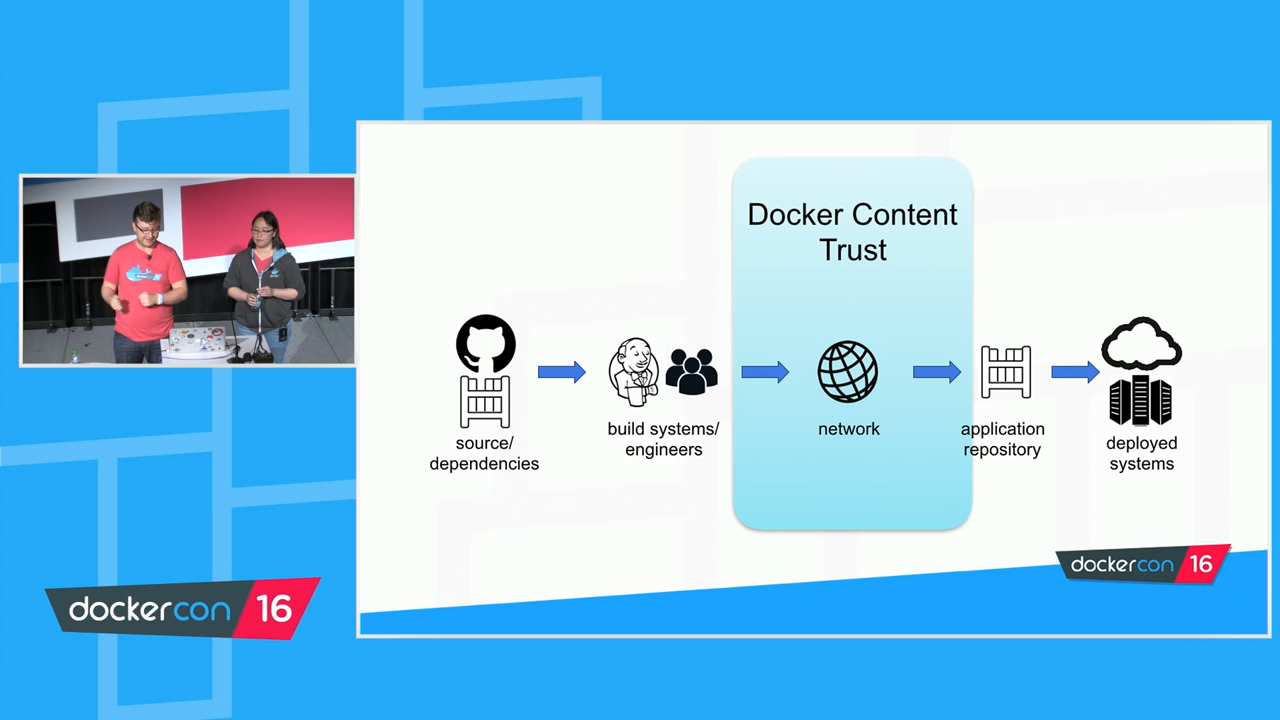 Docker Content
Trust
source/
dependencies
build systems/
engineers
network
application
repository
deployed
systems
dockercon 16
dockercon 16